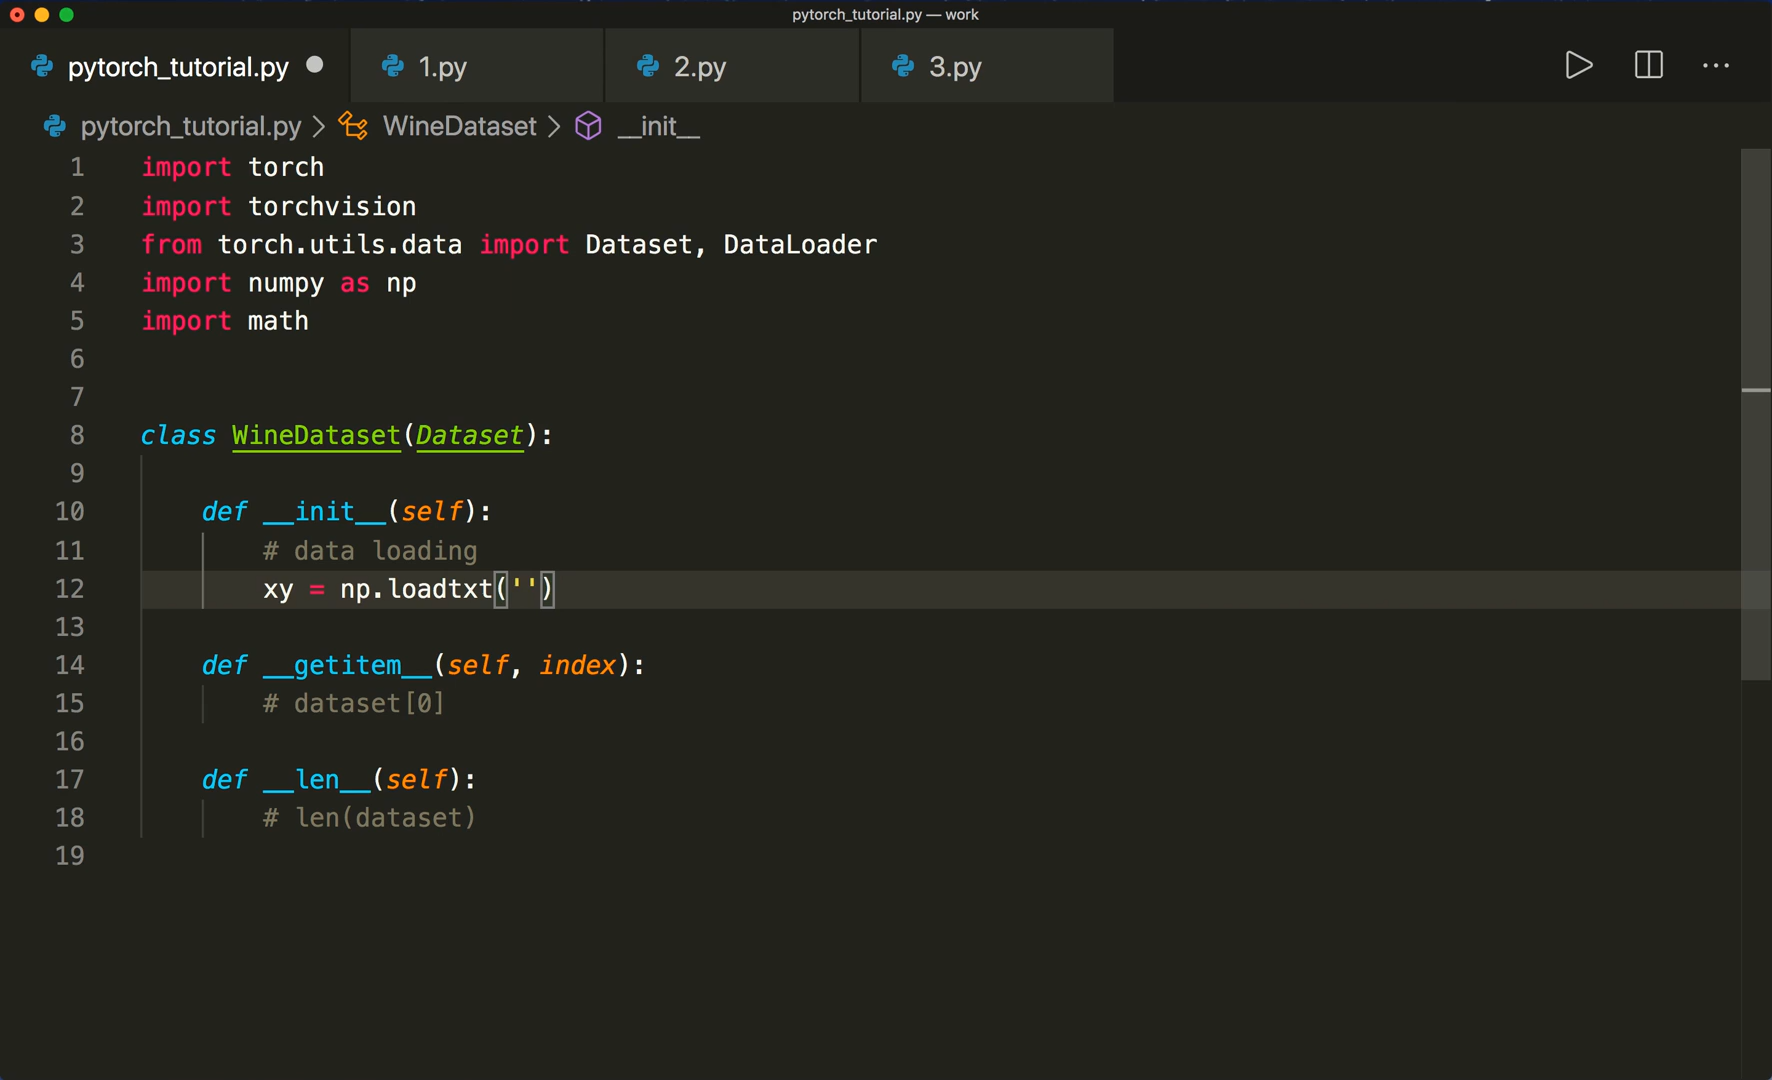 pytorch_tutorial.py — work
pytorch_tutorial.py 1.py 2.py 3.py
pytorch_tutorial.py > WineDataset > __init__
1 import torch
2 import torchvision
3 from torch.utils.data import Dataset, DataLoader
4 import numpy as np
5 import math
6
7
8 class WineDataset(Dataset):
9
10     def __init__(self):
11         # data loading
12         xy = np.loadtxt('')
13
14     def __getitem__(self, index):
15         # dataset[0]
16
17     def __len__(self):
18         # len(dataset)
19